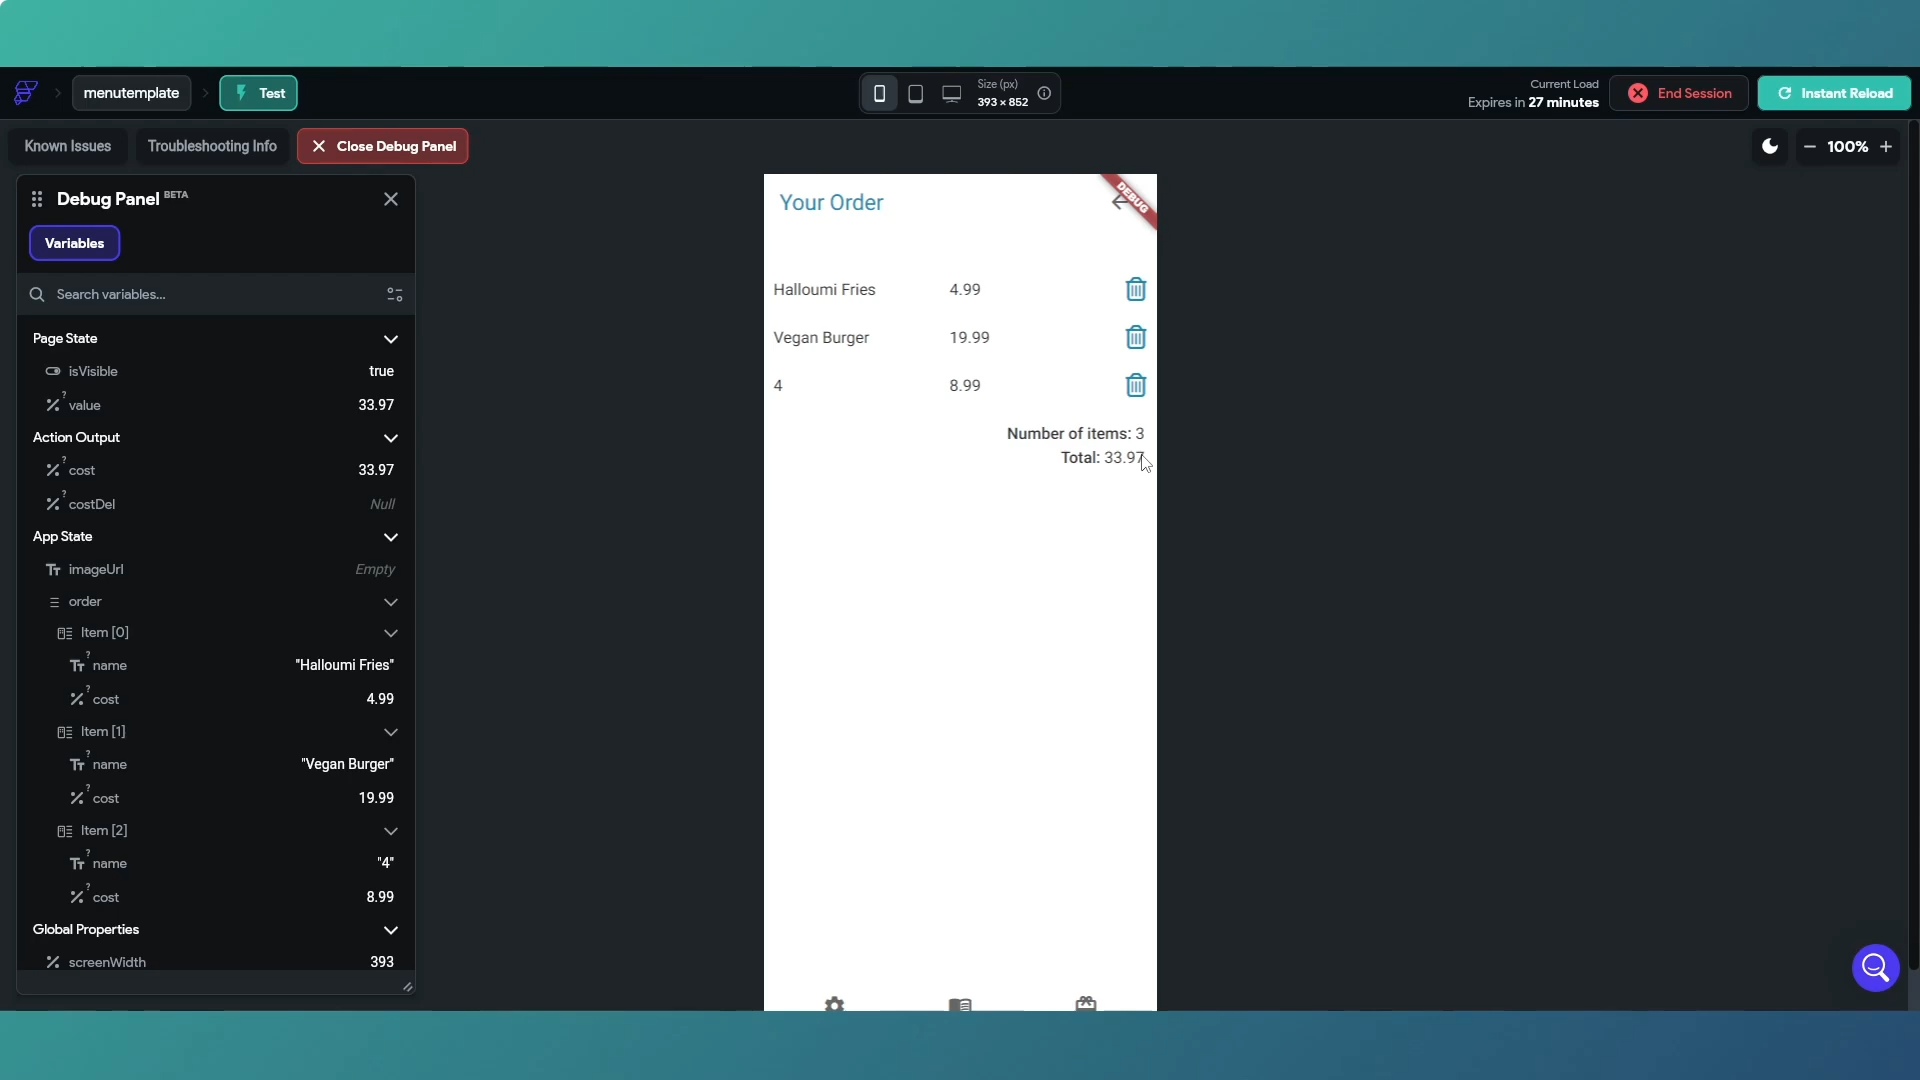 menutemplate
Test
Size (px)
393 × 852
Current Load
Expires in 27 minutes
End Session
Instant Reload
Known Issues
Troubleshooting Info
Close Debug Panel
100%
Debug Panel BETA
Variables
Search variables...
Page State
isVisible true
? value 33.97
Action Output
? cost 33.97
? costDel Null
App State
Tт imageUrl Empty
order
Item [0]
Tт ? name "Halloumi Fries"
? cost 4.99
Item [1]
Tт ? name "Vegan Burger"
? cost 19.99
Item [2]
Tт ? name "4"
? cost 8.99
Global Properties
screenWidth 393
Your Order
DEBUG
Halloumi Fries 4.99
Vegan Burger 19.99
4 8.99
Number of items: 3
Total: 33.97